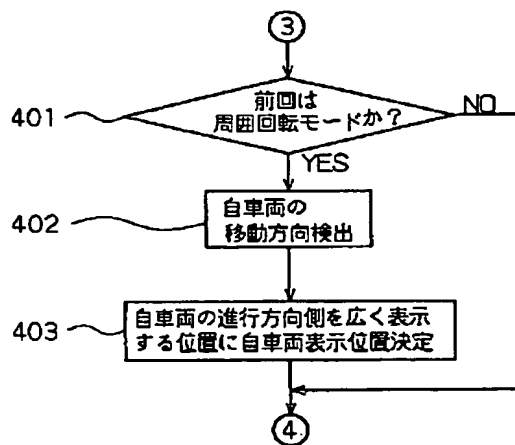 ③
401
前回は
周囲回転モードか？
NO
YES
402
自車両の
移動方向検出
403
自車両の進行方向側を広く表示
する位置に自車両表示位置決定
④